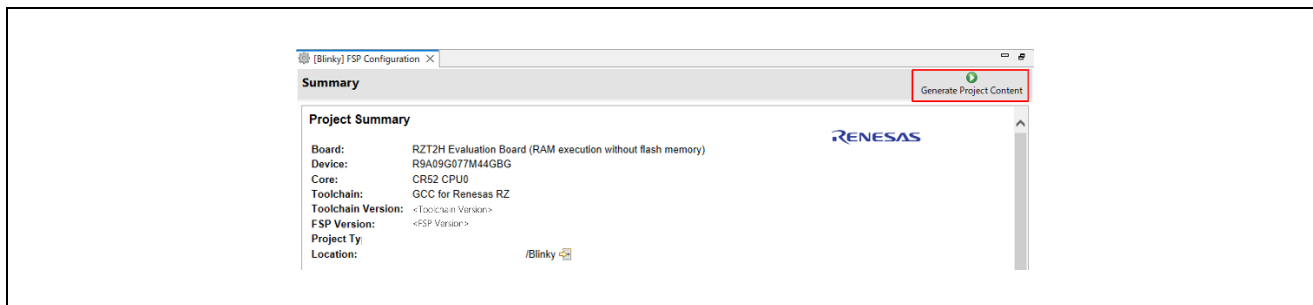 [Blinky] FSP Configuration
Summary
Generate Project Content
Project Summary
RENESAS
Board: RZT2H Evaluation Board (RAM execution without flash memory)
Device: R9A09G077M44GBG
Core: CR52 CPU0
Toolchain: GCC for Renesas RZ
Toolchain Version: <Toolchain Version>
FSP Version: <FSP Version>
Project Ty
Location: /Blinky